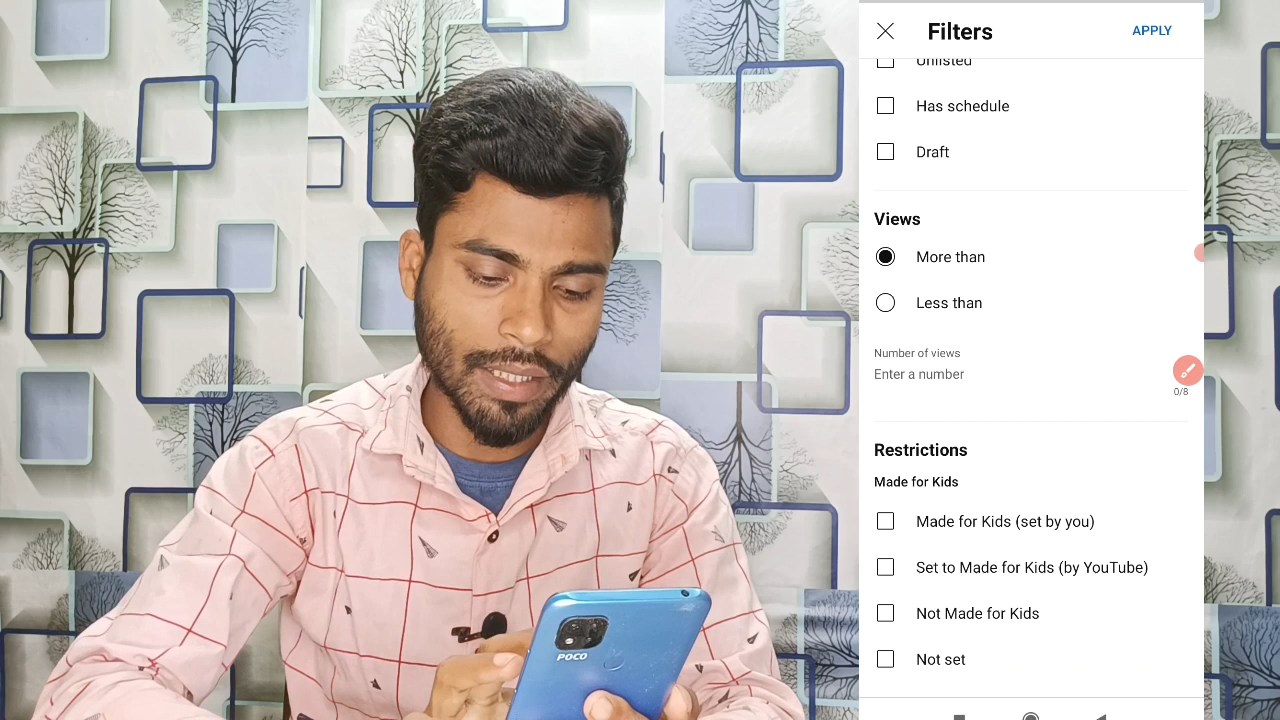 Filters
APPLY
Unlisted
Has schedule
Draft
Views
More than
Less than
Number of views
Enter a number
0/8
Restrictions
Made for Kids
Made for Kids (set by you)
Set to Made for Kids (by YouTube)
Not Made for Kids
Not set
POCO